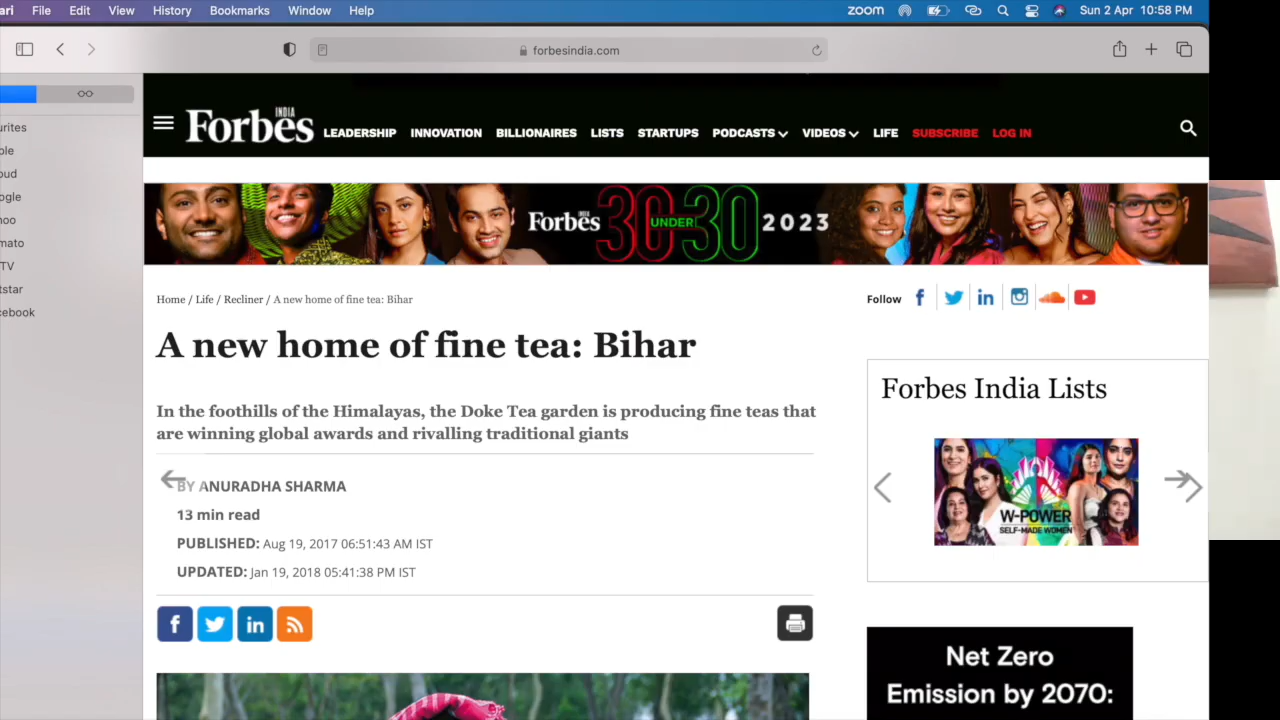 ari File Edit View History Bookmarks Window Help zoom Sun 2 Apr 10:58 PM
forbesindia.com
urites
ple
oud
ogle
hoo
mato
TV
tstar
cebook
Forbes INDIA LEADERSHIP INNOVATION BILLIONAIRES LISTS STARTUPS PODCASTS VIDEOS LIFE SUBSCRIBE LOG IN
Forbes INDIA 30 UNDER 30 2023
Home / Life / Recliner / A new home of fine tea: Bihar
Follow
A new home of fine tea: Bihar
In the foothills of the Himalayas, the Doke Tea garden is producing fine teas that
are winning global awards and rivalling traditional giants
BY ANURADHA SHARMA
13 min read
PUBLISHED: Aug 19, 2017 06:51:43 AM IST
UPDATED: Jan 19, 2018 05:41:38 PM IST
Forbes India Lists
W-POWER
SELF-MADE WOMEN
Net Zero
Emission by 2070: